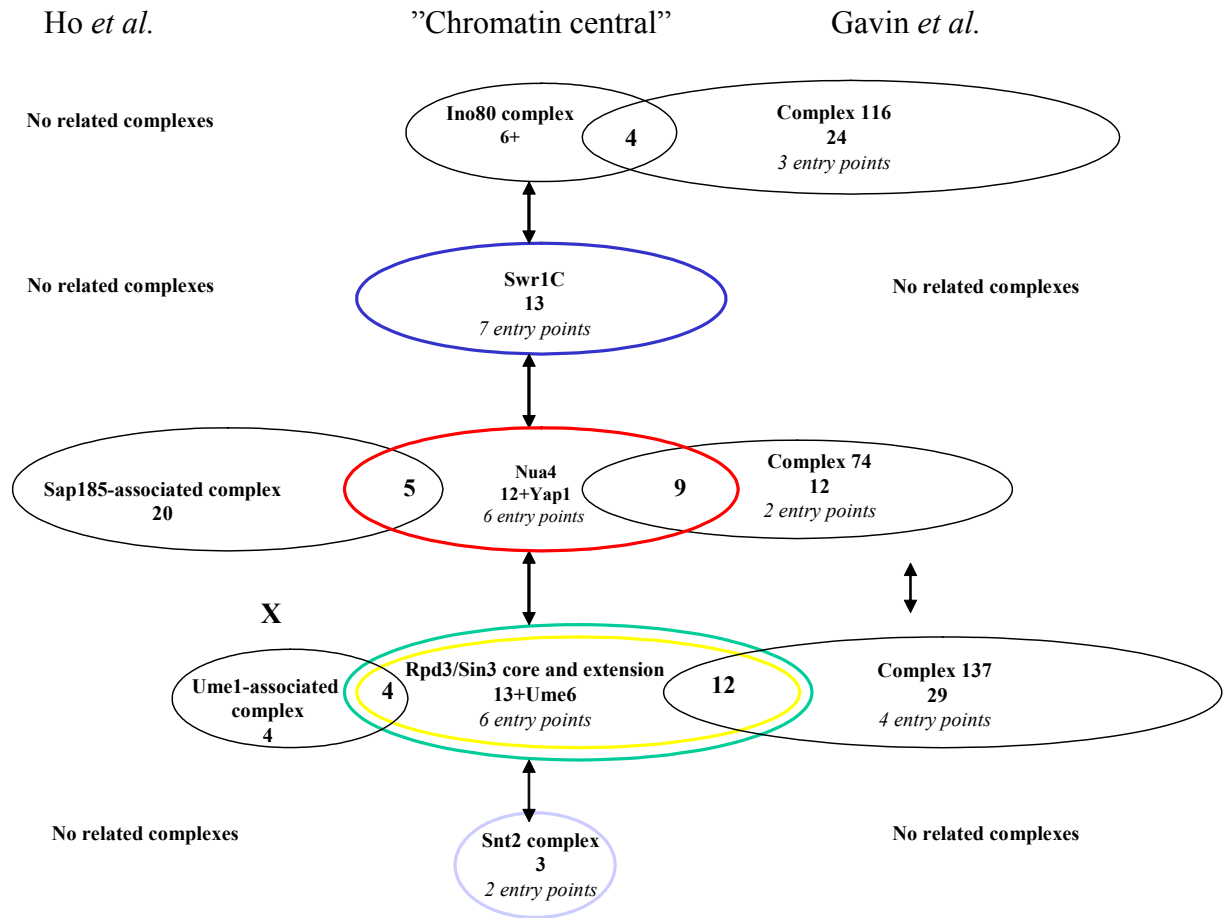 Ho et al.
”Chromatin central”
Gavin et al.
No related complexes
Ino80 complex
6+
4
Complex 116
24
3 entry points
No related complexes
Swr1C
13
7 entry points
No related complexes
Sap185-associated complex
20
5
Nua4
12+Yap1
6 entry points
9
Complex 74
12
2 entry points
X
Ume1-associated
complex
4
4
Rpd3/Sin3 core and extension
13+Ume6
6 entry points
12
Complex 137
29
4 entry points
No related complexes
Snt2 complex
3
2 entry points
No related complexes